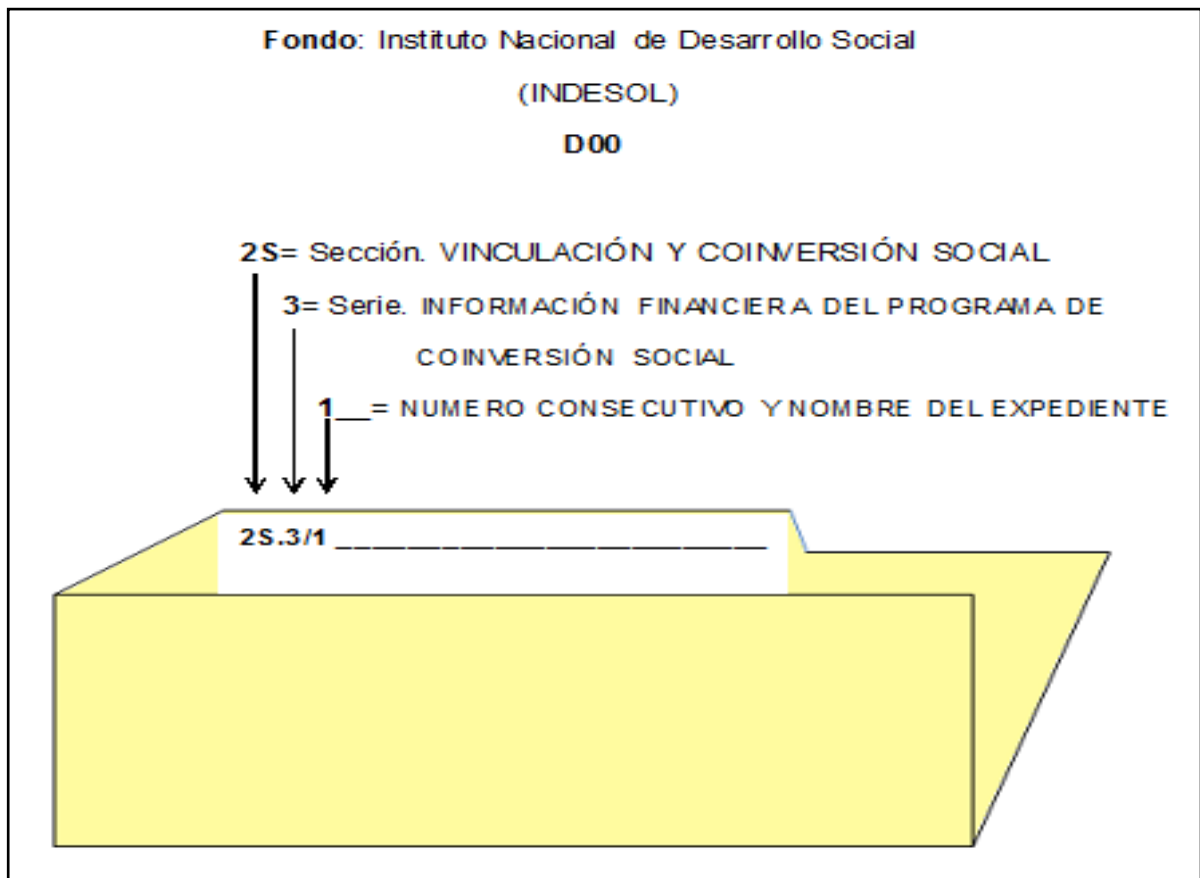 Fondo: Instituto Nacional de Desarrollo Social
(INDESOL)
D00
2S= Sección. VINCULACIÓN Y COINVERSIÓN SOCIAL
3= Serie. INFORMACIÓN FINANCIERA DEL PROGRAMA DE
COINVERSIÓN SOCIAL
1__= NUMERO CONSECUTIVO Y NOMBRE DEL EXPEDIENTE
2S.3/1 __________________________